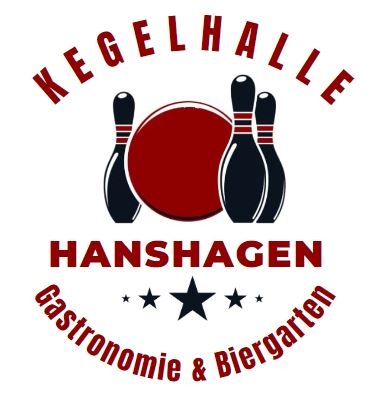 KEGELHALLE
HANSHAGEN
Gastronomie & Biergarten